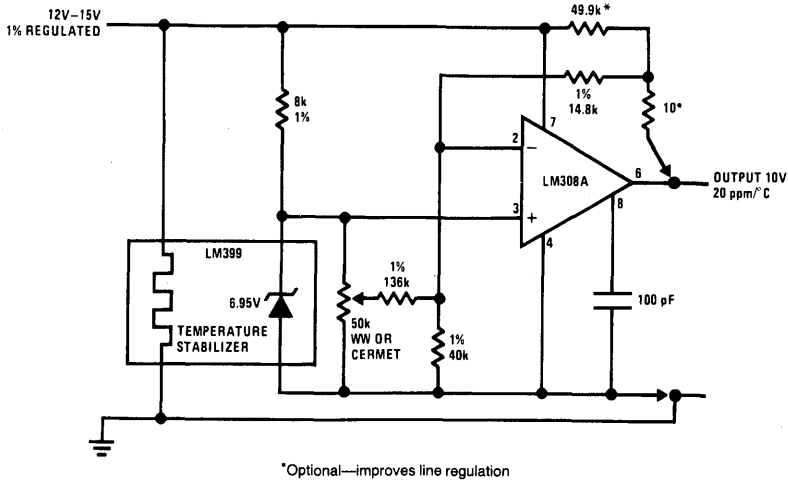 12V–15V
1% REGULATED
49.9k*
8k
1%
1%
14.8k
10*
7
2
−
LM308A
6
OUTPUT 10V
20 ppm/°C
3
+
8
4
LM399
6.95V
1%
136k
100 pF
TEMPERATURE
STABILIZER
50k
WW OR
CERMET
1%
40k
*Optional—improves line regulation